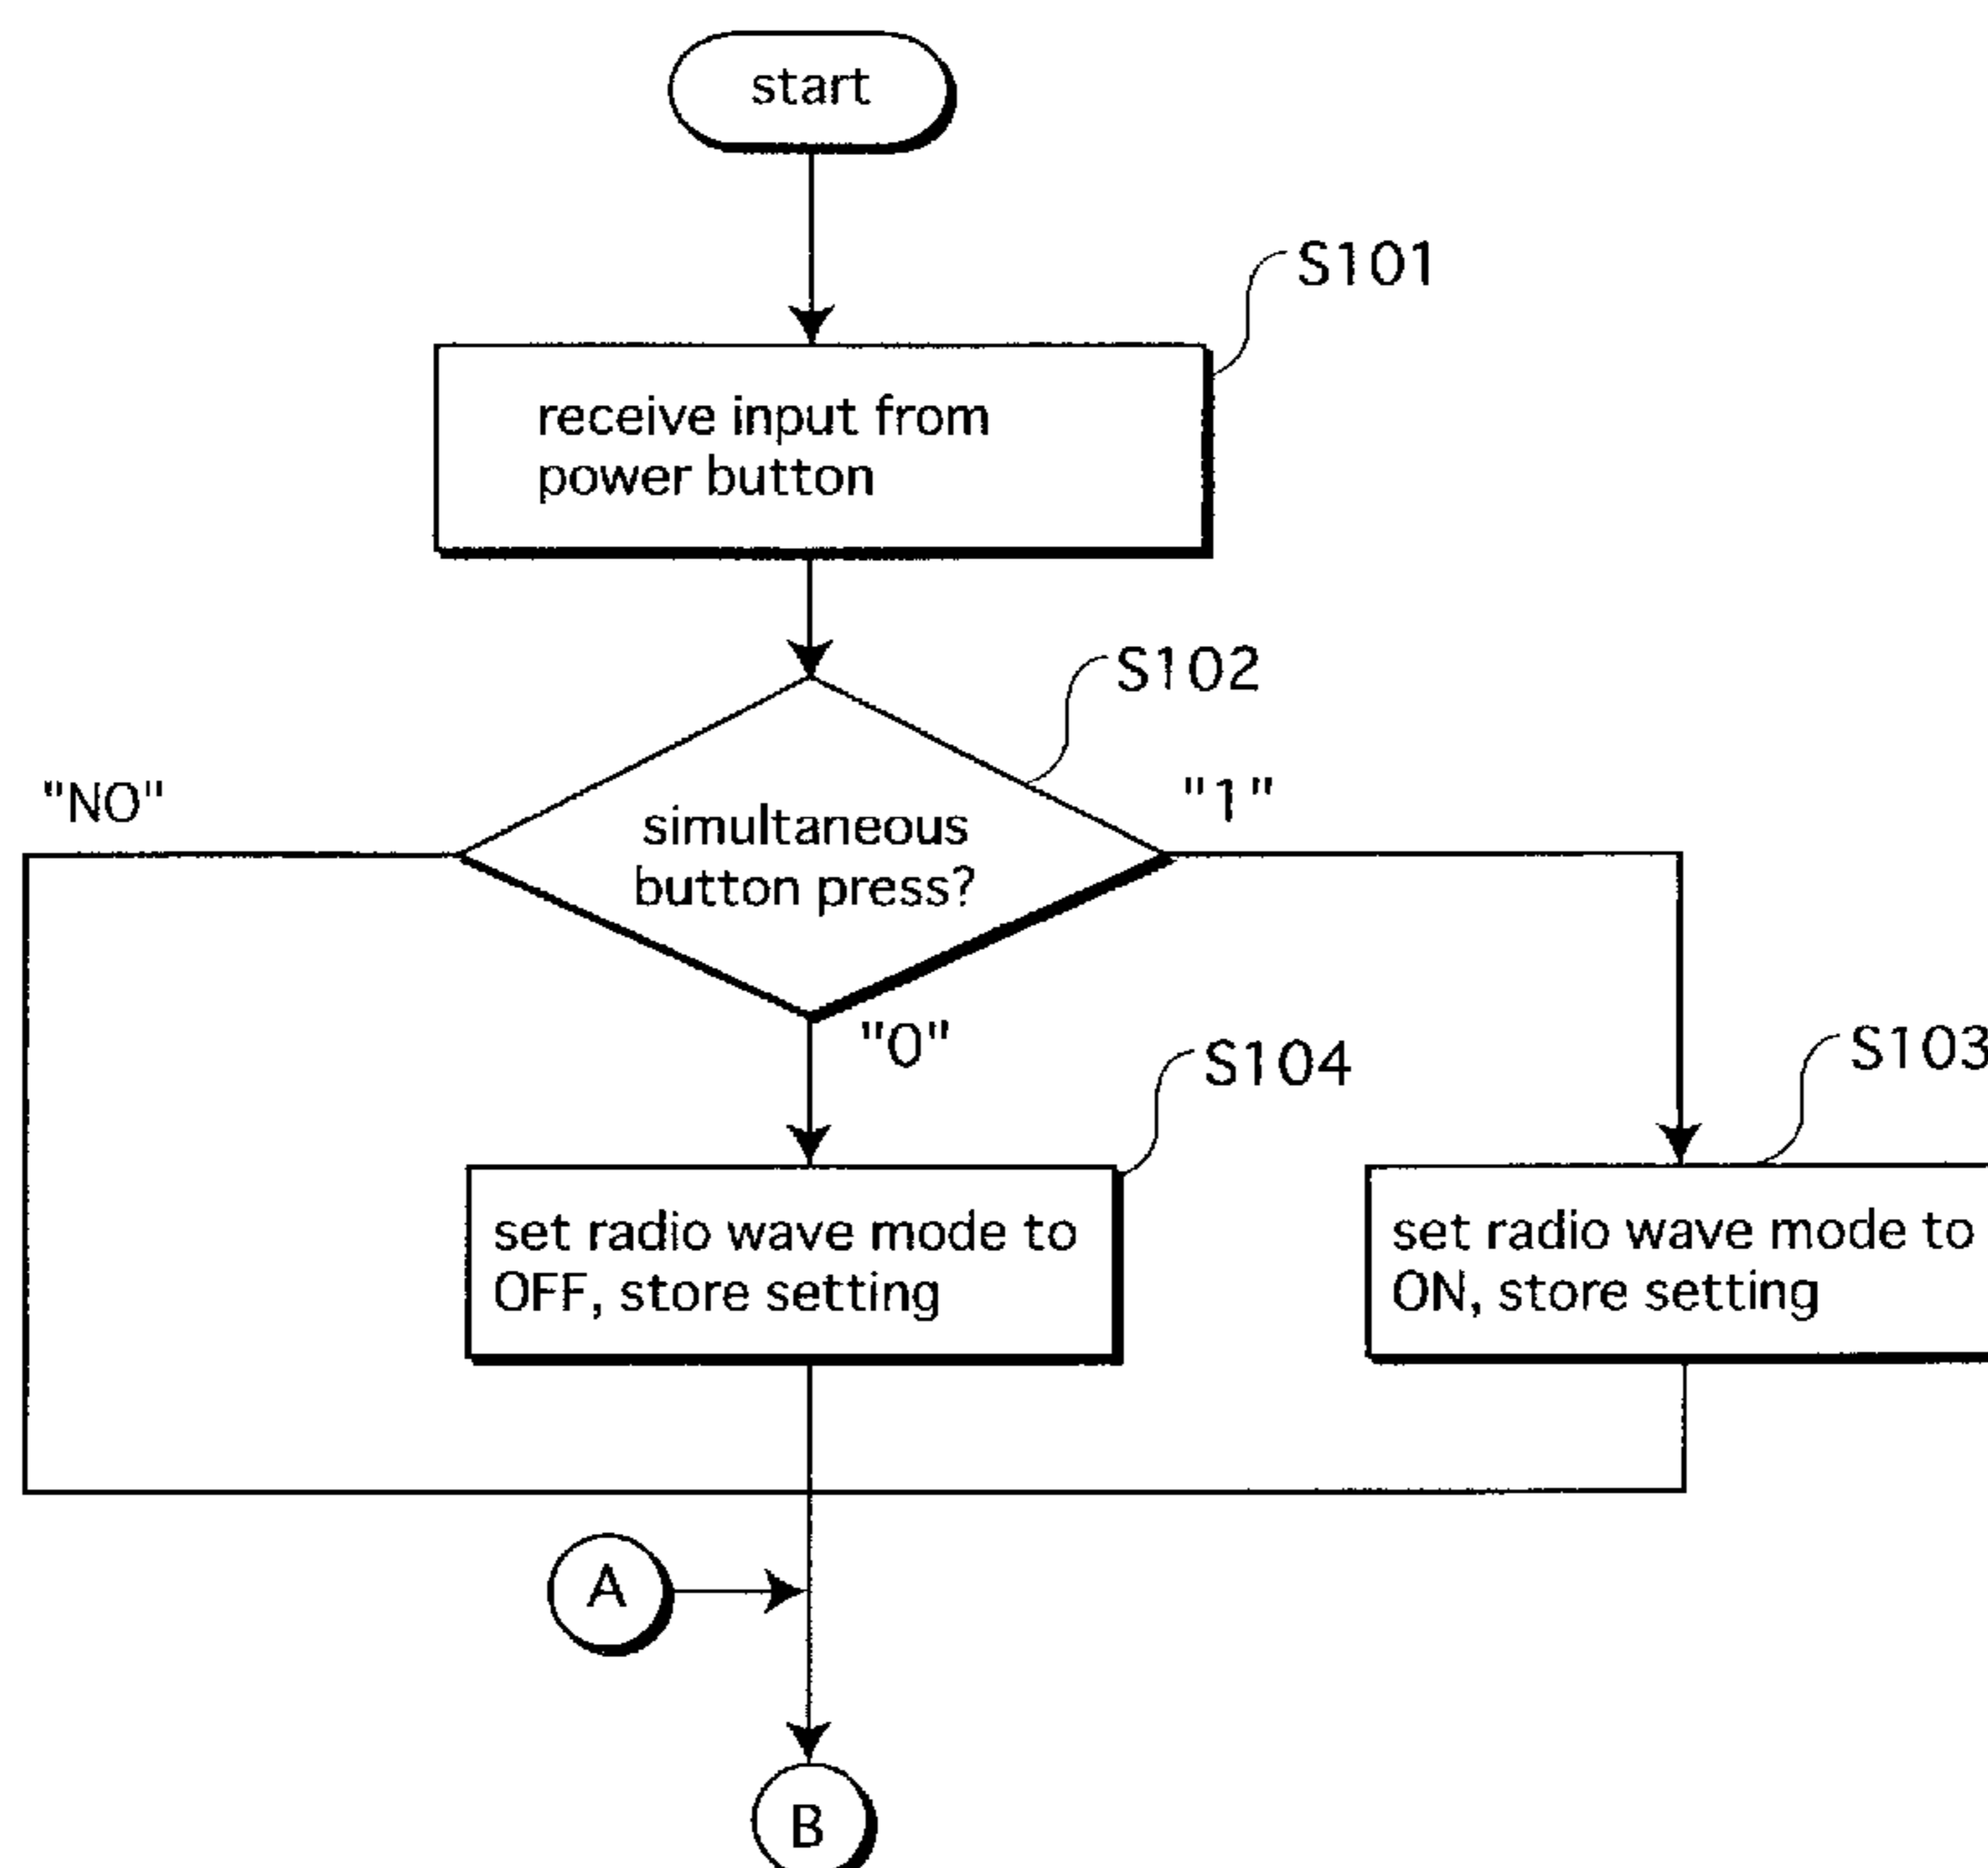 start
S101
receive input from
power button
S102
"NO"
"1"
simultaneous
button press?
"0"
S104
S103
set radio wave mode to
OFF, store setting
set radio wave mode to
ON, store setting
A
B